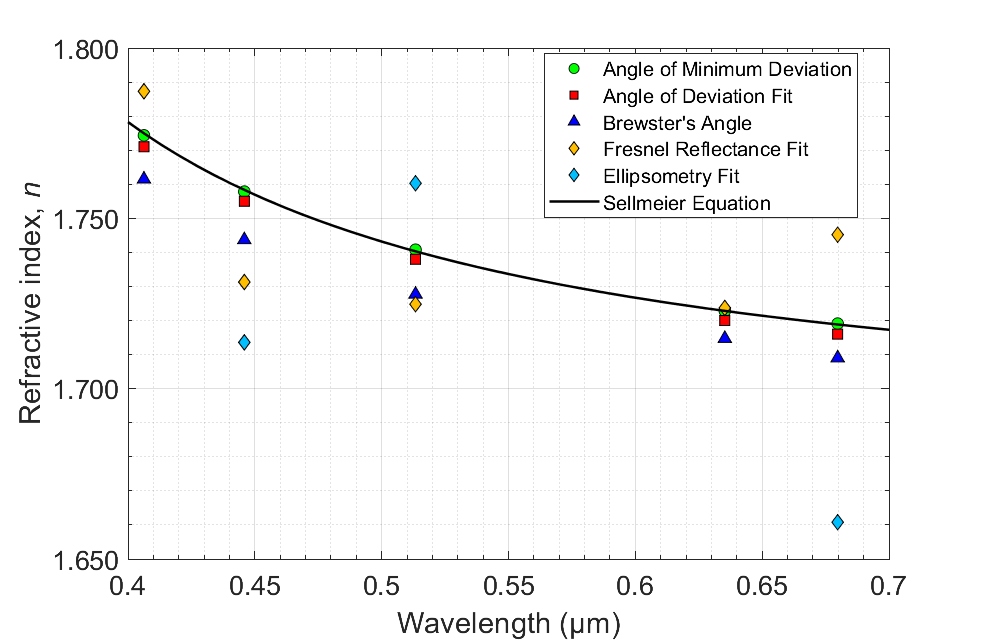 1.800
1.750
1.700
1.650
Refractive index, n
Angle of Minimum Deviation
Angle of Deviation Fit
Brewster's Angle
Fresnel Reflectance Fit
Ellipsometry Fit
Sellmeier Equation
0.4 0.45 0.5 0.55 0.6 0.65 0.7
Wavelength (μm)